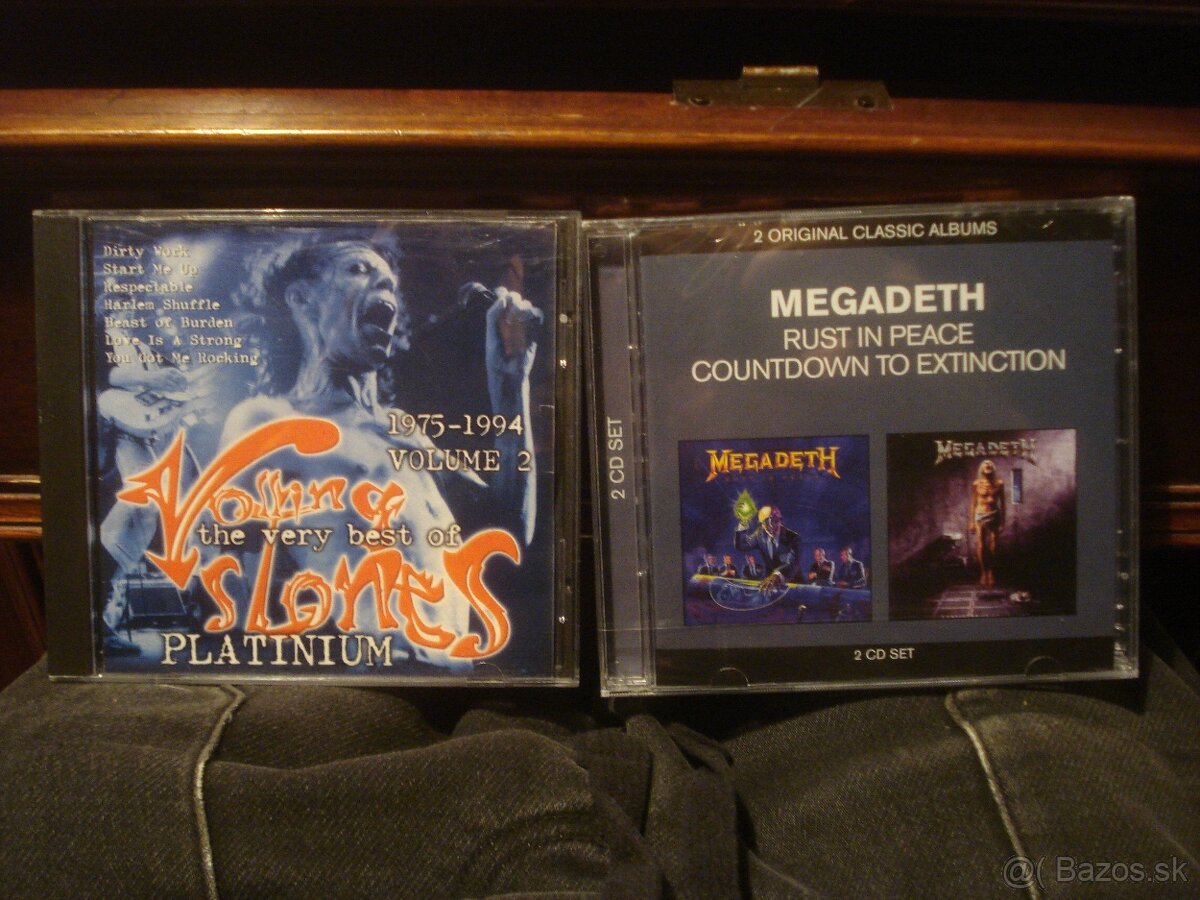 Dirty Work
Start Me Up
Respectable
Harlem Shuffle
Beast of Burden
Love Is A Strong
You Got Me Rocking
1975-1994
VOLUME 2
Rolling
the very best of
stones
PLATINIUM
2 ORIGINAL CLASSIC ALBUMS
MEGADETH
RUST IN PEACE
COUNTDOWN TO EXTINCTION
2 CD SET
MEGADETH
MEGADETH
2 CD SET
@( Bazos.sk